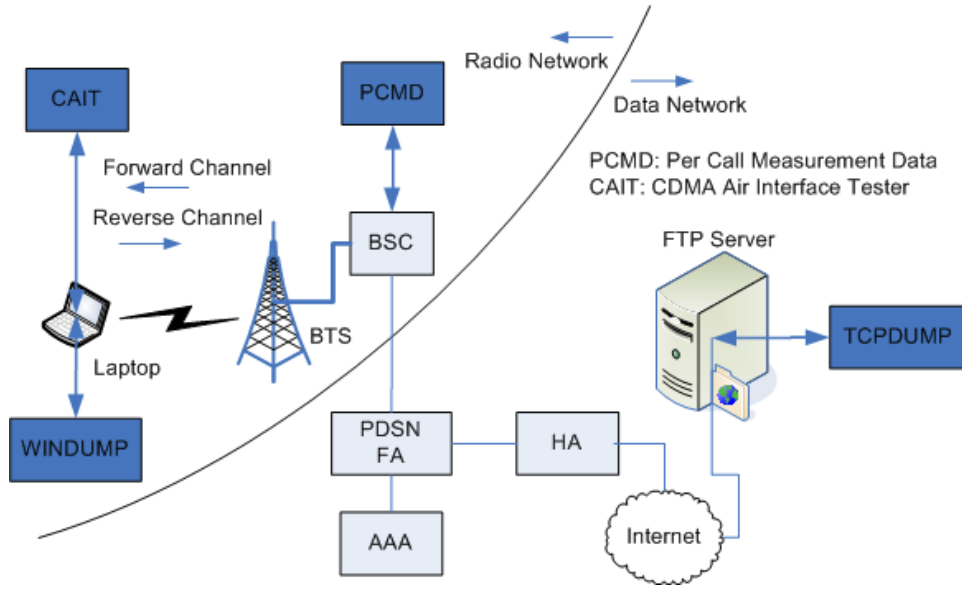 Radio Network
Data Network
CAIT
PCMD
PCMD: Per Call Measurement Data
CAIT: CDMA Air Interface Tester
Forward Channel
Reverse Channel
BSC
FTP Server
BTS
TCPDUMP
Laptop
WINDUMP
PDSN
FA
HA
AAA
Internet